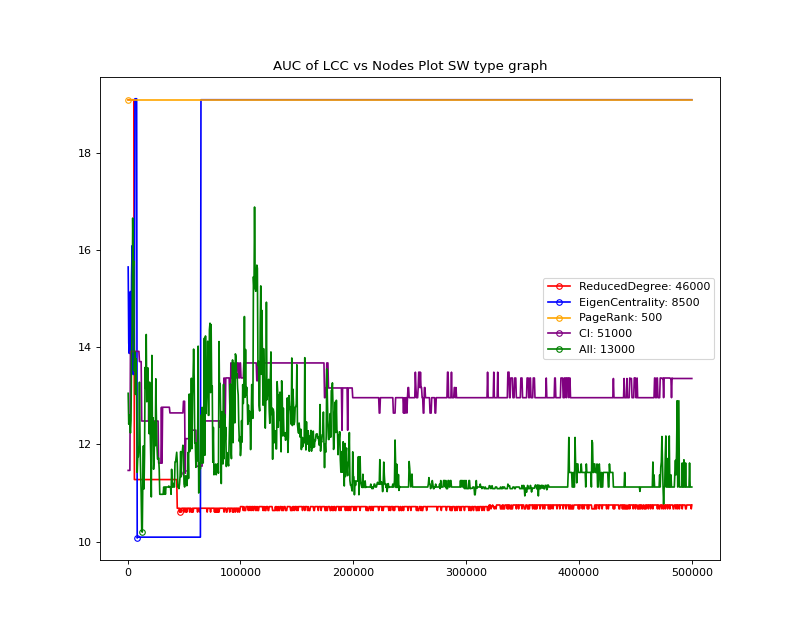 AUC of LCC vs Nodes Plot SW type graph
18
16
14
12
10
ReducedDegree: 46000
EigenCentrality: 8500
PageRank: 500
CI: 51000
All: 13000
0
100000
200000
300000
400000
500000